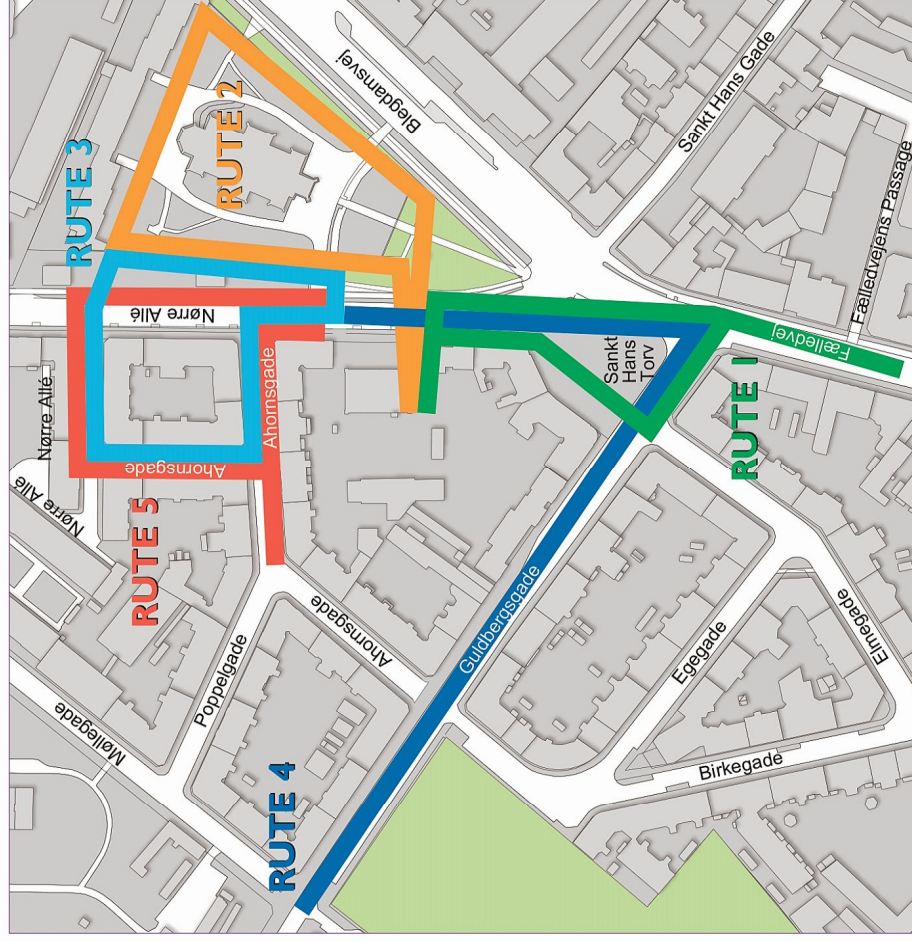 Blegdamsvej
Sankt Hans Gade
RUTE 2
RUTE 3
Fælledvejens Passage
Nørre Allé
Nørre Allé
Nørre Allé
Ahornsgade
Ahornsgade
Sankt
Hans
Torv
Fælledvej
RUTE 1
RUTE 5
Guldbergsgade
Ahornsgade
Poppelgade
Egegade
Elmegade
Møllegade
Birkegade
RUTE 4